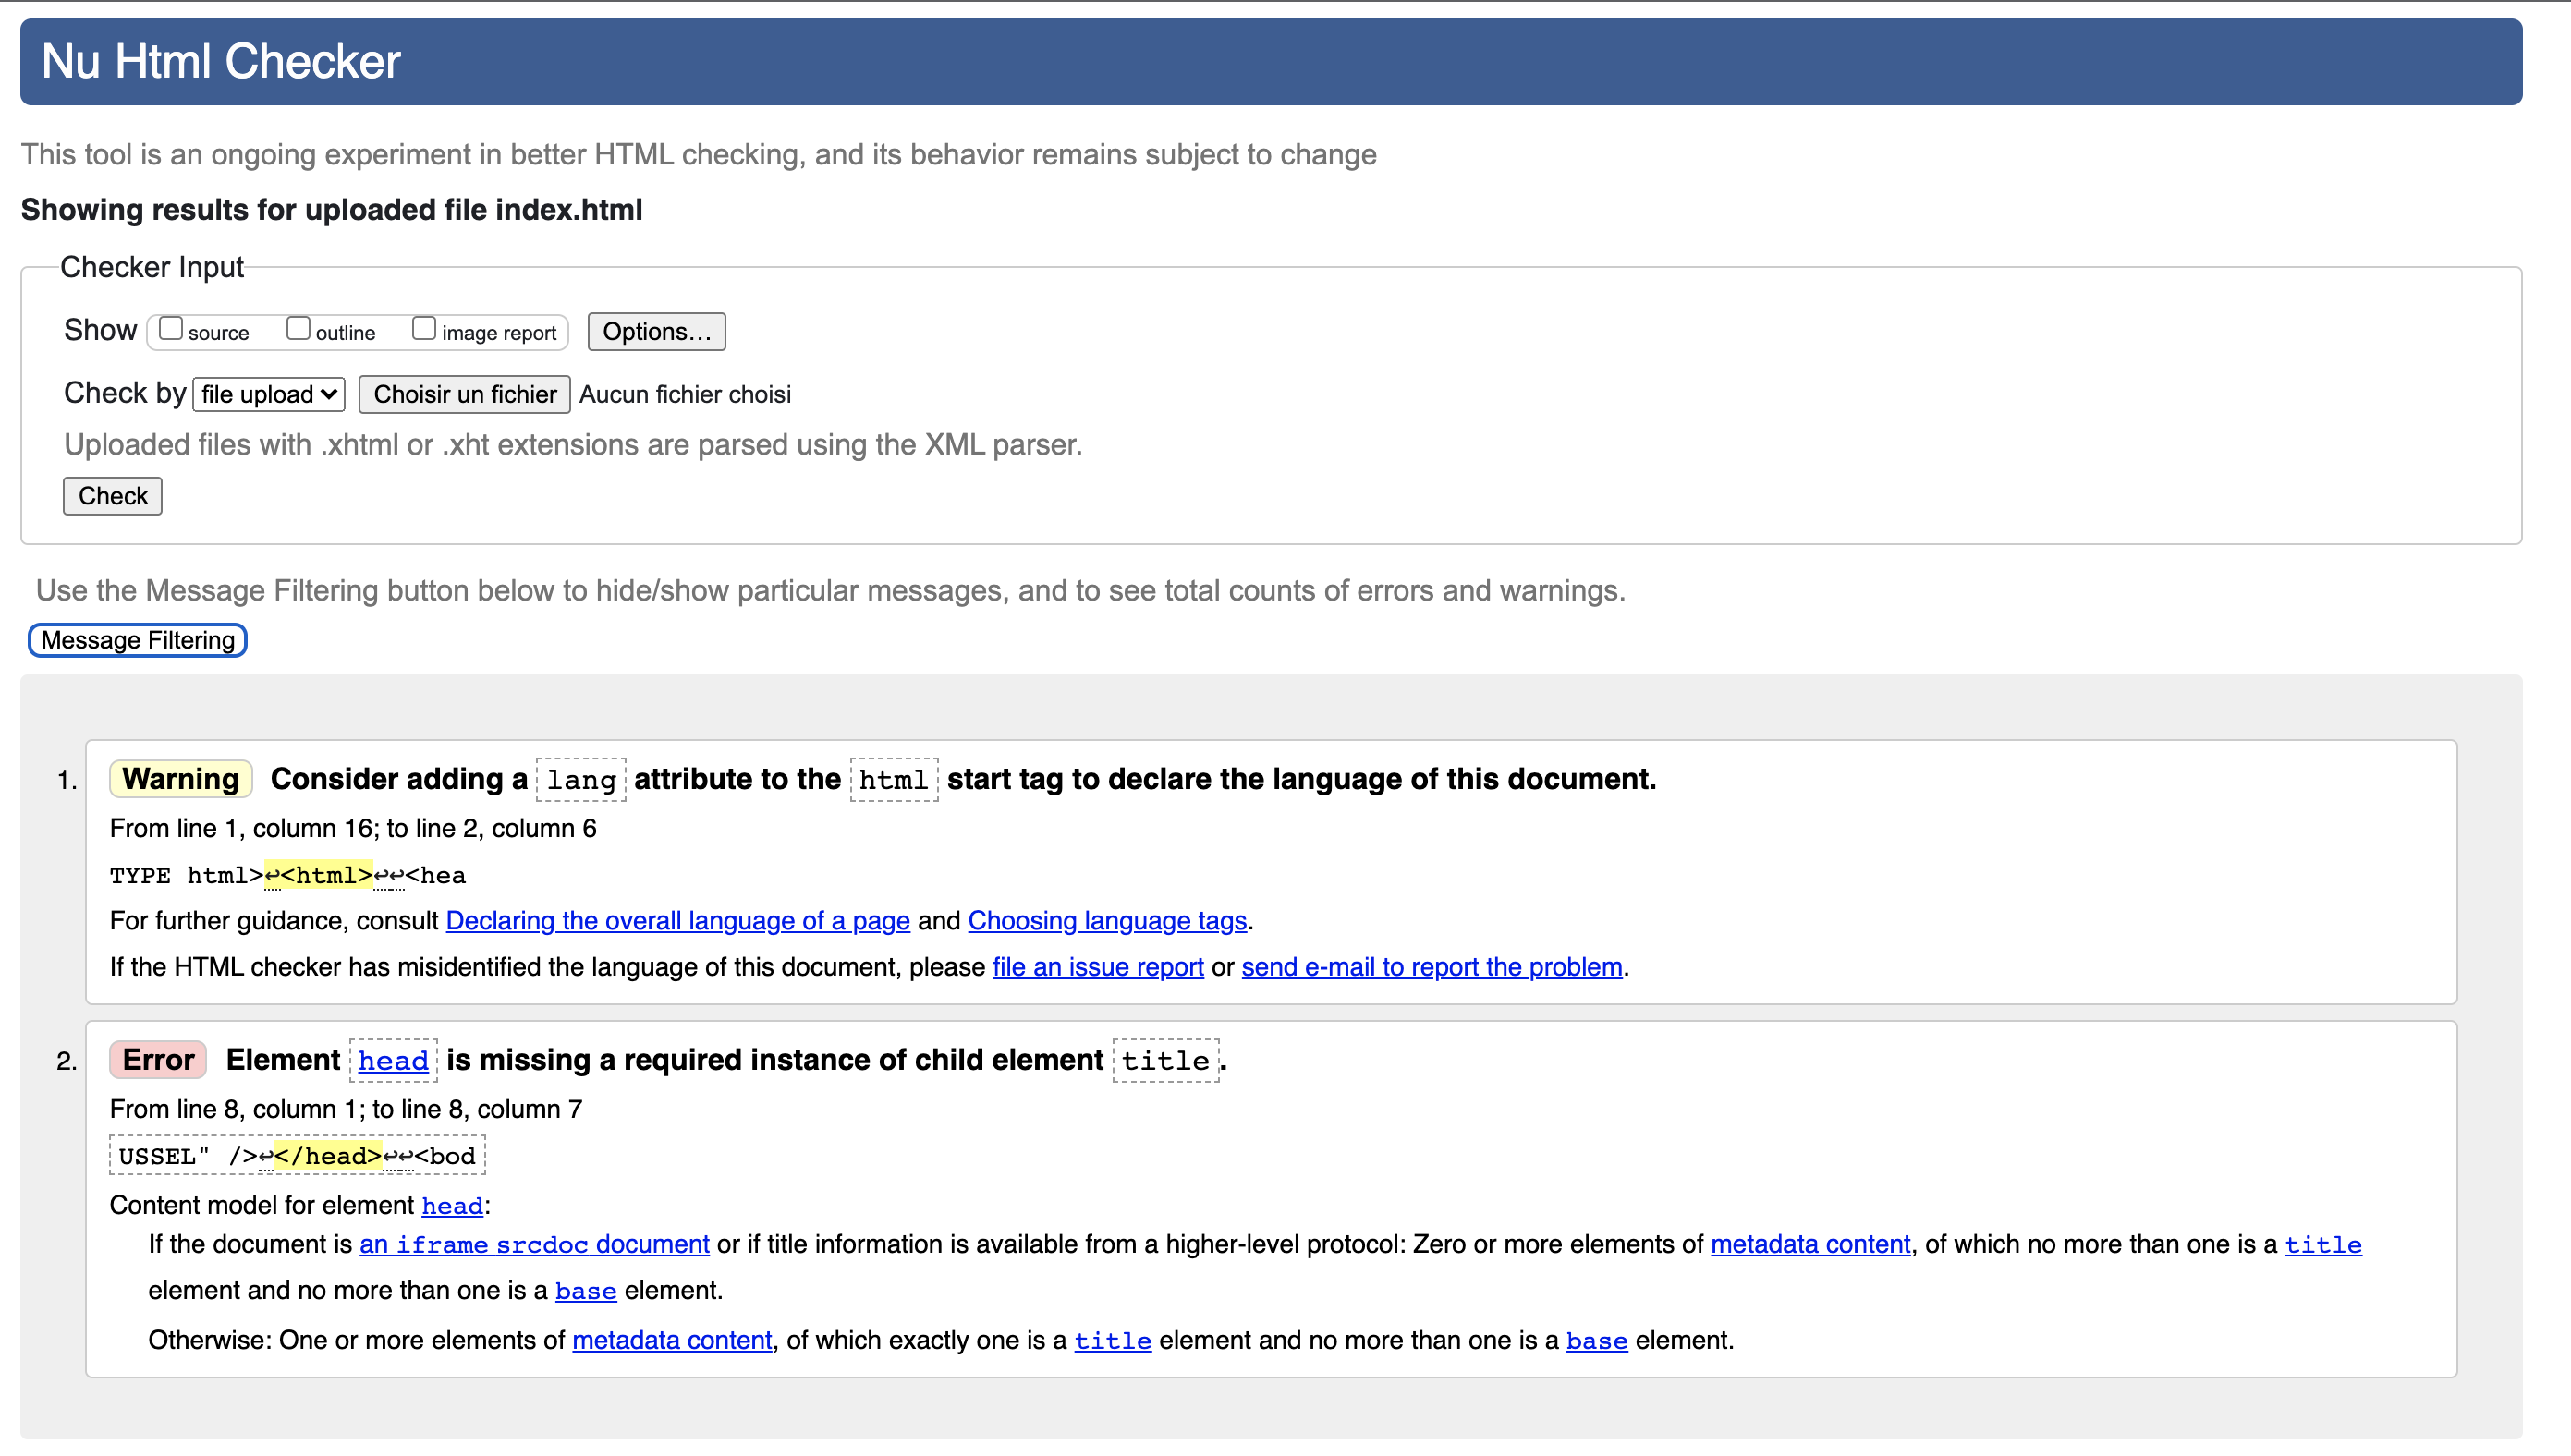 Nu Html Checker
This tool is an ongoing experiment in better HTML checking, and its behavior remains subject to change
Showing results for uploaded file index.html
Checker Input
Show source outline image report Options...
Check by file upload Choisir un fichier Aucun fichier choisi
Uploaded files with .xhtml or .xht extensions are parsed using the XML parser.
Check
Use the Message Filtering button below to hide/show particular messages, and to see total counts of errors and warnings.
Message Filtering
1. Warning Consider adding a lang attribute to the html start tag to declare the language of this document.
From line 1, column 16; to line 2, column 6
TYPE html>↩<html>↩↩<hea
For further guidance, consult Declaring the overall language of a page and Choosing language tags.
If the HTML checker has misidentified the language of this document, please file an issue report or send e-mail to report the problem.
2. Error Element head is missing a required instance of child element title.
From line 8, column 1; to line 8, column 7
USSEL" />↩</head>↩↩<bod
Content model for element head:
If the document is an iframe srcdoc document or if title information is available from a higher-level protocol: Zero or more elements of metadata content, of which no more than one is a title
element and no more than one is a base element.
Otherwise: One or more elements of metadata content, of which exactly one is a title element and no more than one is a base element.